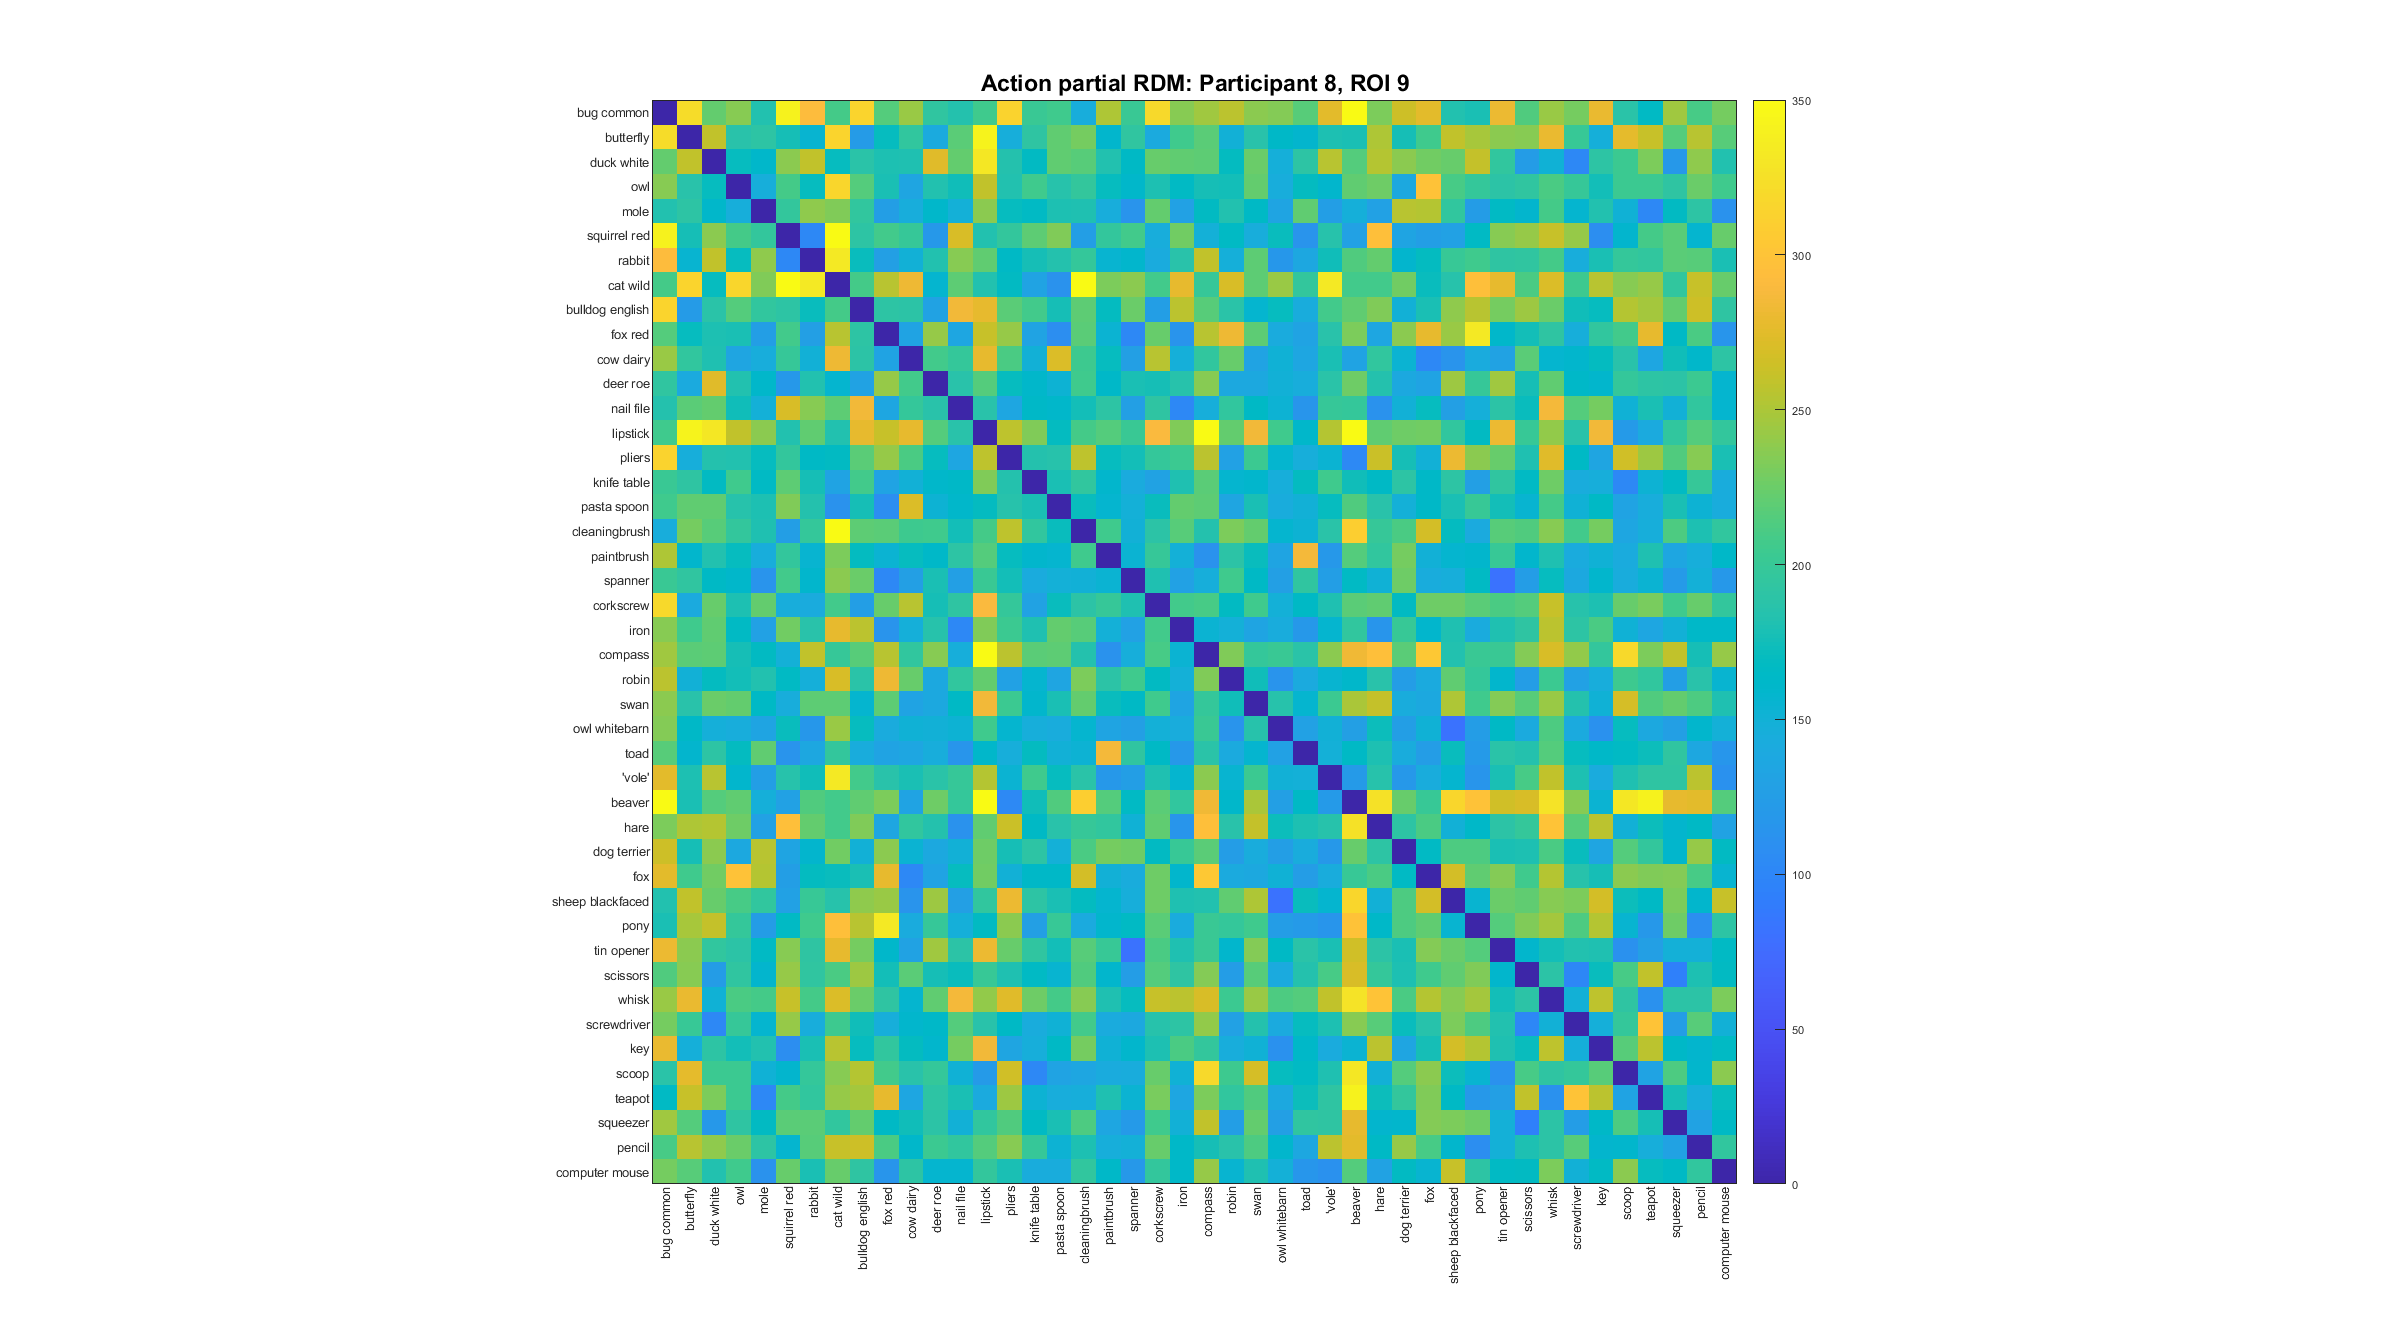 Action partial RDM: Participant 8, ROI 9
bug common
butterfly
duck white
owl
mole
squirrel red
rabbit
cat wild
bulldog english
fox red
cow dairy
deer roe
nail file
lipstick
pliers
knife table
pasta spoon
cleaningbrush
paintbrush
spanner
corkscrew
iron
compass
robin
swan
owl whitebarn
toad
'vole'
beaver
hare
dog terrier
fox
sheep blackfaced
pony
tin opener
scissors
whisk
screwdriver
key
scoop
teapot
squeezer
pencil
computer mouse
350
300
250
200
150
100
50
0
bug common
butterfly
duck white
owl
mole
squirrel red
rabbit
cat wild
bulldog english
fox red
cow dairy
deer roe
nail file
lipstick
pliers
knife table
pasta spoon
cleaningbrush
paintbrush
spanner
corkscrew
iron
compass
robin
swan
owl whitebarn
toad
'vole'
beaver
hare
dog terrier
fox
sheep blackfaced
pony
tin opener
scissors
whisk
screwdriver
key
scoop
teapot
squeezer
pencil
computer mouse